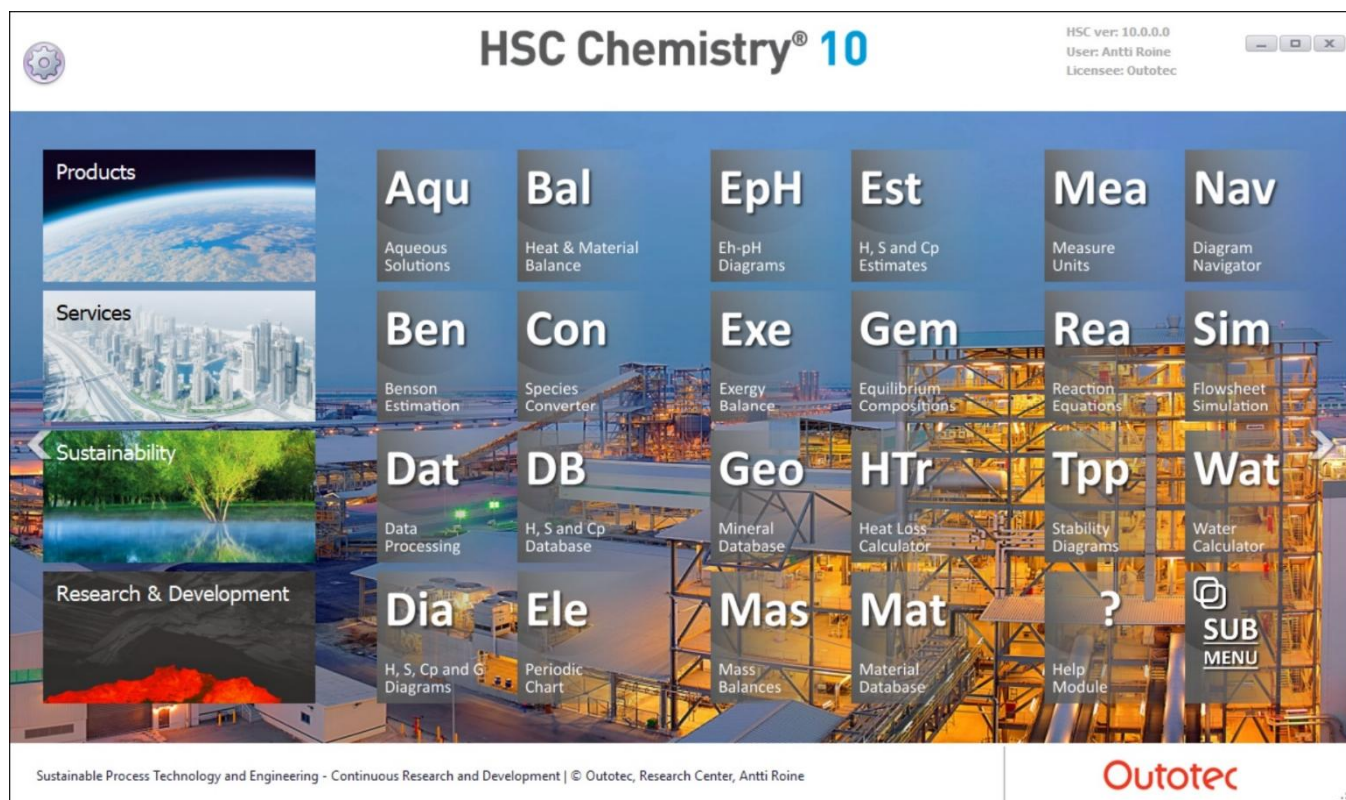 HSC Chemistry® 10
HSC ver: 10.0.0.0
User: Antti Roine
Licensee: Outotec
Products
Services
Sustainability
Research & Development
Aqu
Aqueous
Solutions
Bal
Heat & Material
Balance
EpH
Eh-pH
Diagrams
Est
H, S and Cp
Estimates
Mea
Measure
Units
Nav
Diagram
Navigator
Ben
Benson
Estimation
Con
Species
Converter
Exe
Exergy
Balance
Gem
Equilibrium
Compositions
Rea
Reaction
Equations
Sim
Flowsheet
Simulation
Dat
Data
Processing
DB
H, S and Cp
Database
Geo
Mineral
Database
HTr
Heat Loss
Calculator
Tpp
Stability
Diagrams
Wat
Water
Calculator
Dia
H, S, Cp and G
Diagrams
Ele
Periodic
Chart
Mas
Mass
Balances
Mat
Material
Database
?
Help
Module
SUB
MENU
Sustainable Process Technology and Engineering - Continuous Research and Development | © Outotec, Research Center, Antti Roine
Outotec